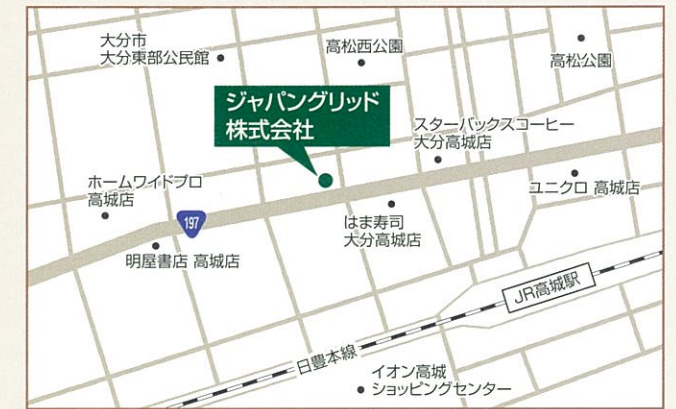 大分市
大分東部公民館
高松西公園
高松公園
ジャパングリッド
株式会社
スターバックスコーヒー
大分高城店
ホームワイドプロ
高城店
ユニクロ 高城店
197
はま寿司
大分高城店
明屋書店 高城店
JR高城駅
日豊本線
イオン高城
ショッピングセンター